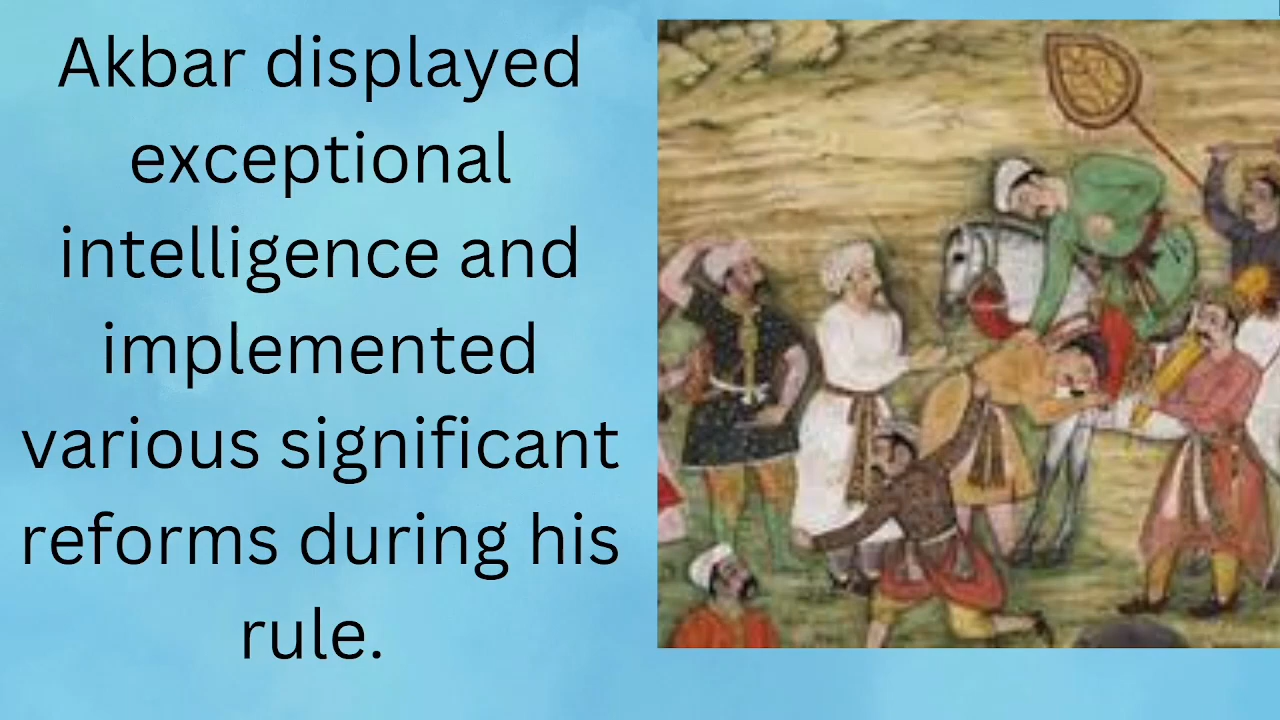 Akbar displayed
exceptional
intelligence and
implemented
various significant
reforms during his
rule.